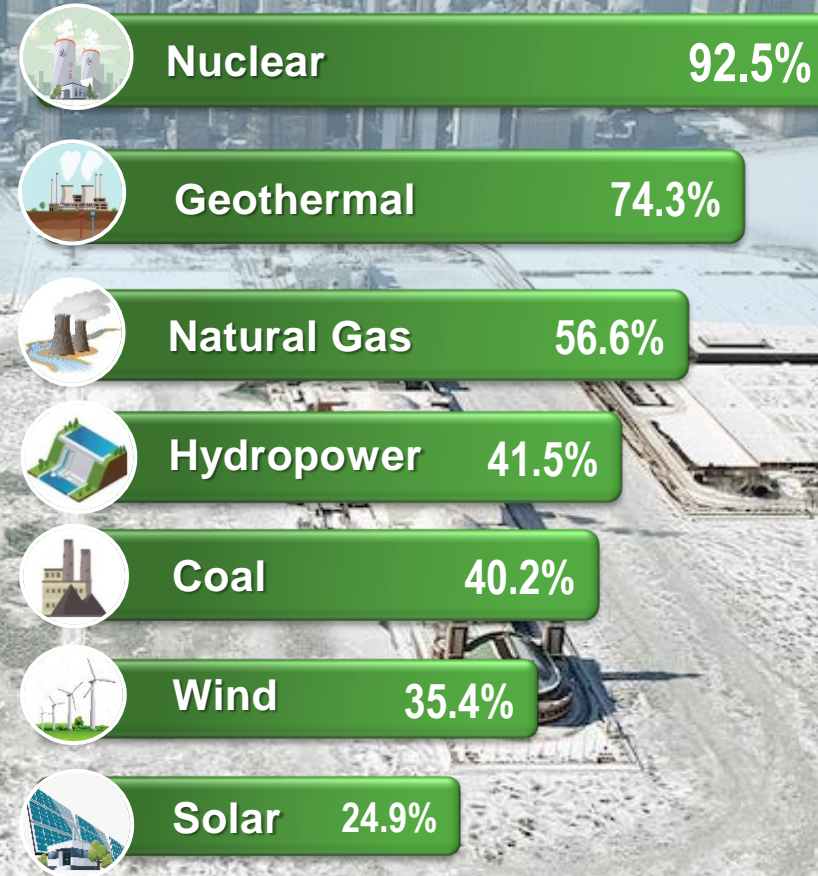 Nuclear 92.5%
Geothermal 74.3%
Natural Gas 56.6%
Hydropower 41.5%
Coal 40.2%
Wind 35.4%
Solar 24.9%